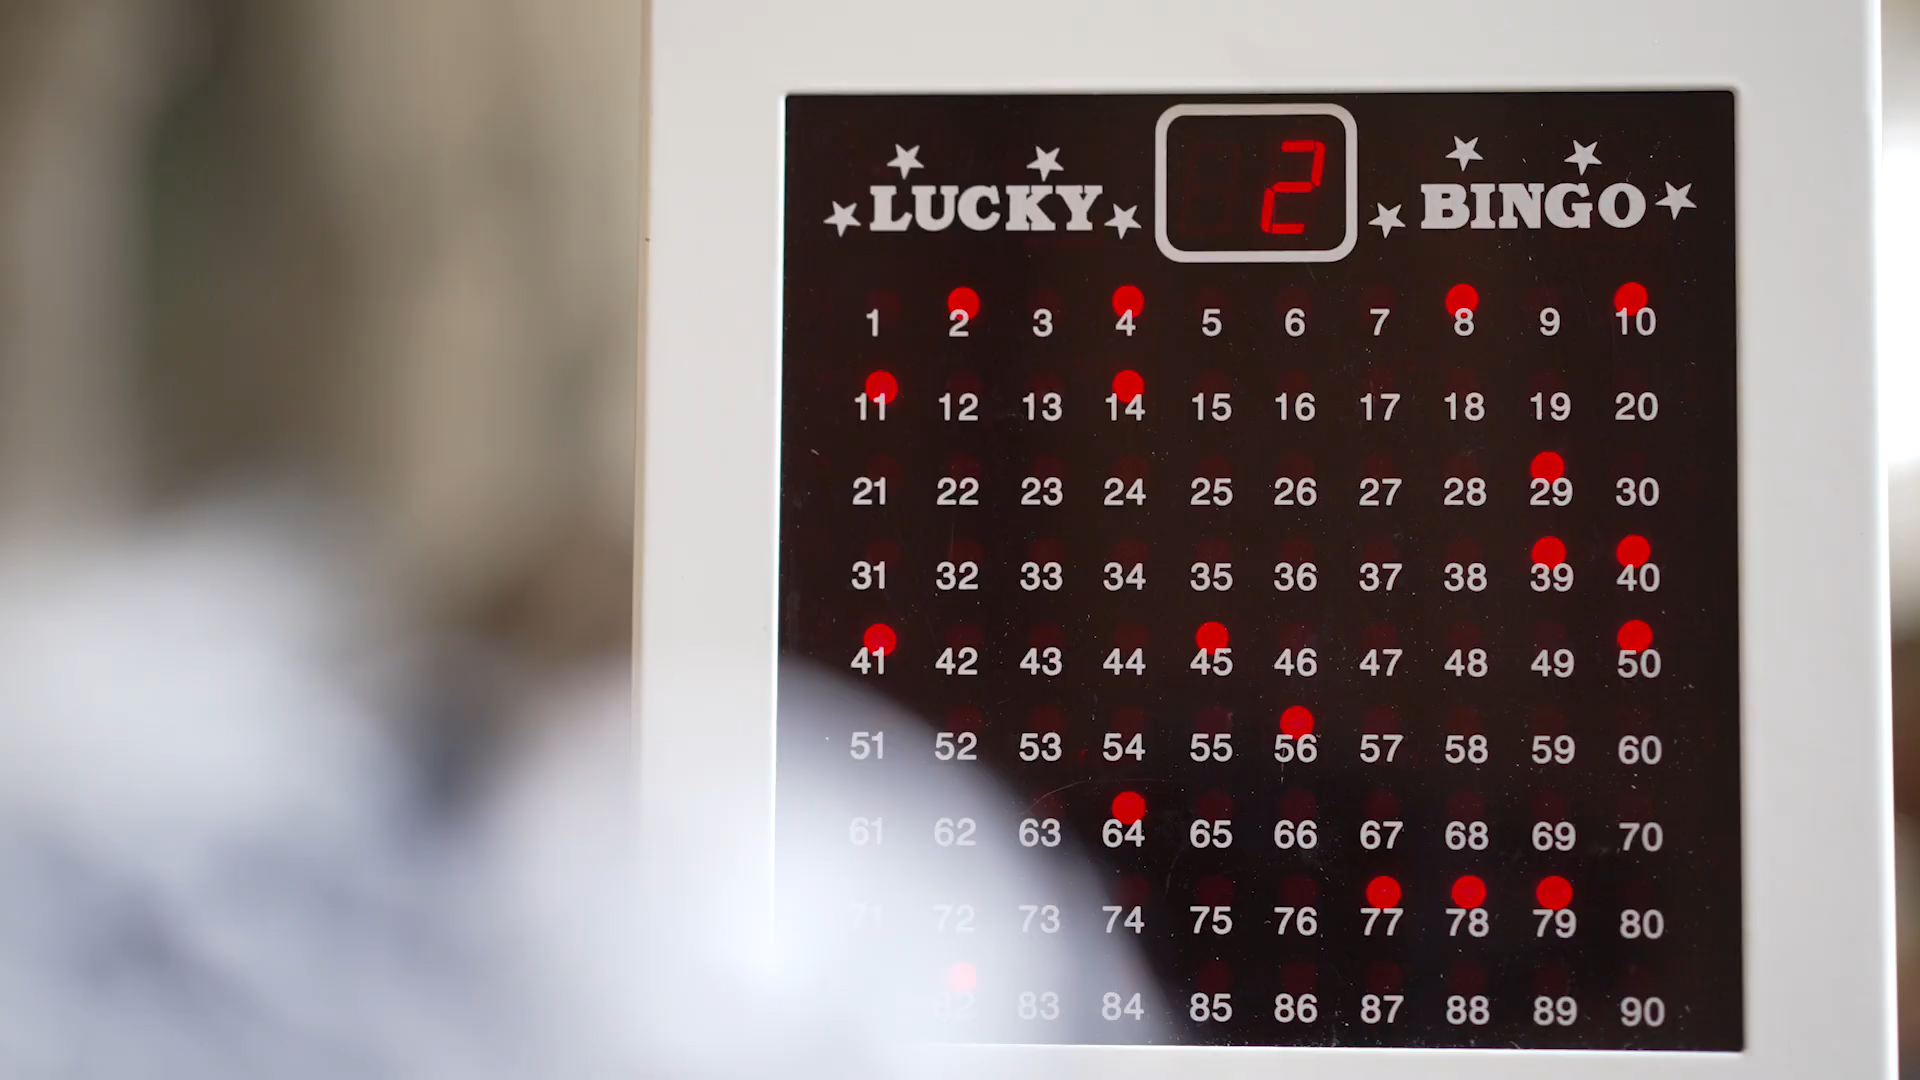 LUCKY 2 BINGO
1 2 3 4 5 6 7 8 9 10
11 12 13 14 15 16 17 18 19 20
21 22 23 24 25 26 27 28 29 30
31 32 33 34 35 36 37 38 39 40
41 42 43 44 45 46 47 48 49 50
51 52 53 54 55 56 57 58 59 60
61 62 63 64 65 66 67 68 69 70
71 72 73 74 75 76 77 78 79 80
82 83 84 85 86 87 88 89 90